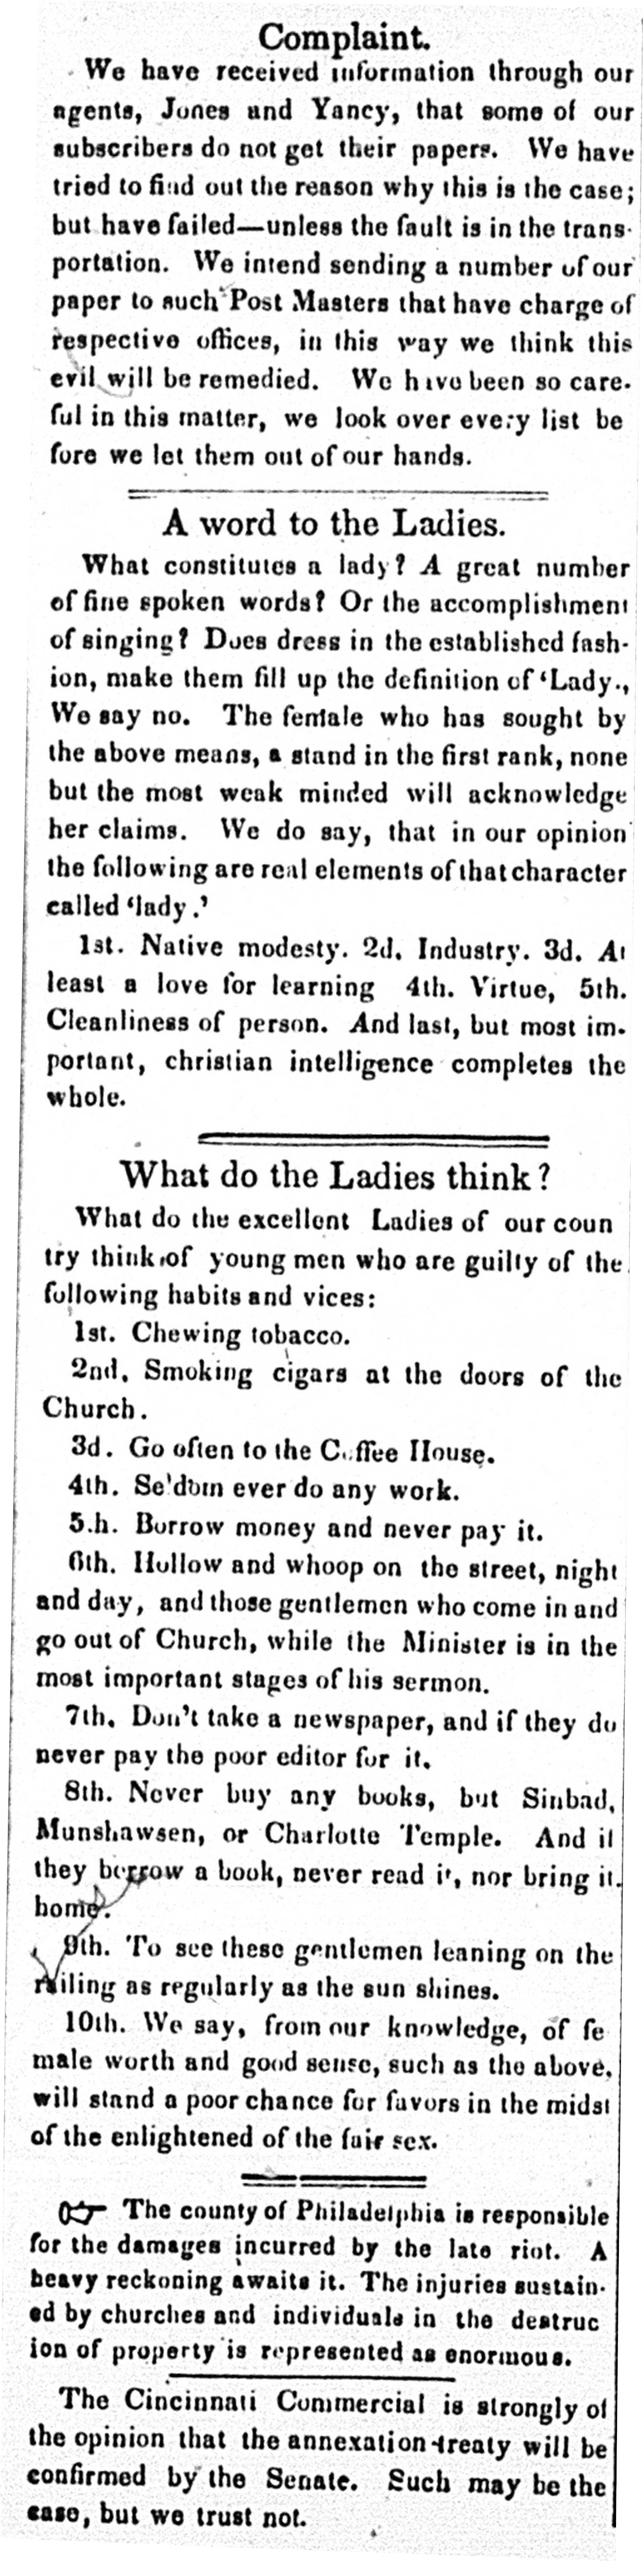 Complaint.
We have received information through our
agents, Jones and Yancy, that some of our
subscribers do not get their papers. We have
tried to find out the reason why this is the case;
but have failed—unless the fault is in the trans-
portation. We intend sending a number of our
paper to such Post Masters that have charge of
respective offices, in this way we think this
evil will be remedied. We have been so care-
ful in this matter, we look over every list be
fore we let them out of our hands.
A word to the Ladies.
What constitutes a lady? A great number
of fine spoken words? Or the accomplishment
of singing? Does dress in the established fash-
ion, make them fill up the definition of 'Lady.,
We say no. The female who has sought by
the above means, a stand in the first rank, none
but the most weak minded will acknowledge
her claims. We do say, that in our opinion
the following are real elements of that character
called 'lady.'
1st. Native modesty. 2d. Industry. 3d. At
least a love for learning 4th. Virtue, 5th.
Cleanliness of person. And last, but most im-
portant, christian intelligence completes the
whole.
What do the Ladies think?
What do the excellent Ladies of our coun
try think of young men who are guilty of the
following habits and vices:
1st. Chewing tobacco.
2nd. Smoking cigars at the doors of the
Church.
3d. Go often to the Coffee House.
4th. Seldom ever do any work.
5.h. Borrow money and never pay it.
6th. Hollow and whoop on the street, night
and day, and those gentlemen who come in and
go out of Church, while the Minister is in the
most important stages of his sermon.
7th. Don't take a newspaper, and if they do
never pay the poor editor for it.
8th. Never buy any books, but Sinbad,
Munshawsen, or Charlotte Temple. And if
they borrow a book, never read it, nor bring it
home.
9th. To see these gentlemen leaning on the
railing as regularly as the sun shines.
10th. We say, from our knowledge, of fe
male worth and good sense, such as the above,
will stand a poor chance for favors in the midst
of the enlightened of the fair sex.
☞ The county of Philadelphia is responsible
for the damages incurred by the late riot. A
heavy reckoning awaits it. The injuries sustain-
ed by churches and individuals in the destruc
ion of property is represented as enormous.
The Cincinnati Commercial is strongly of
the opinion that the annexation-treaty will be
confirmed by the Senate. Such may be the
case, but we trust not.